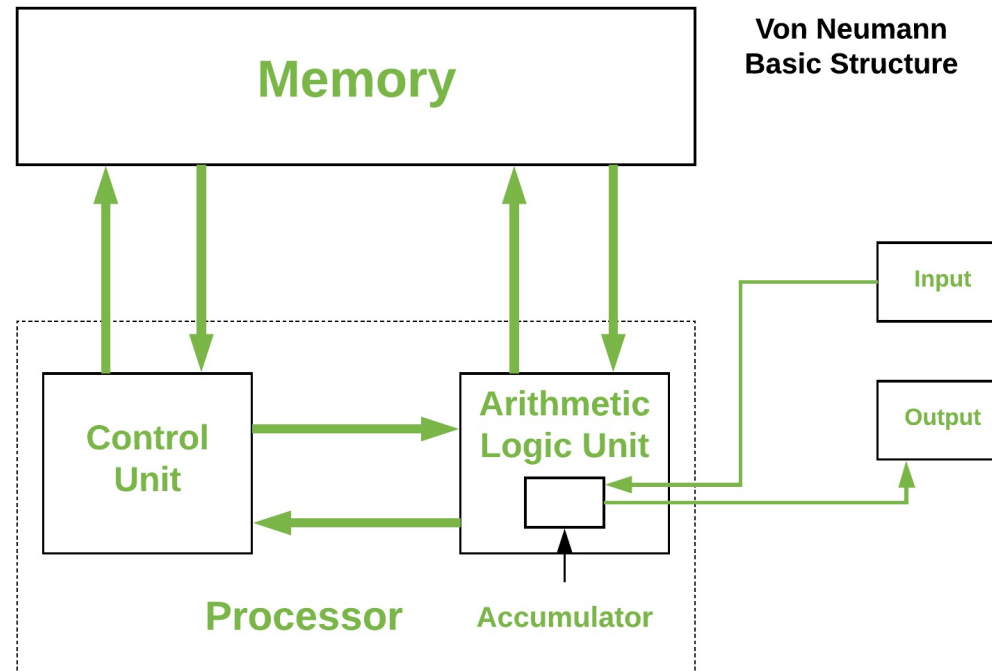 Von Neumann
Basic Structure
Memory
Input
Arithmetic
Logic Unit
Control
Unit
Output
Processor
Accumulator